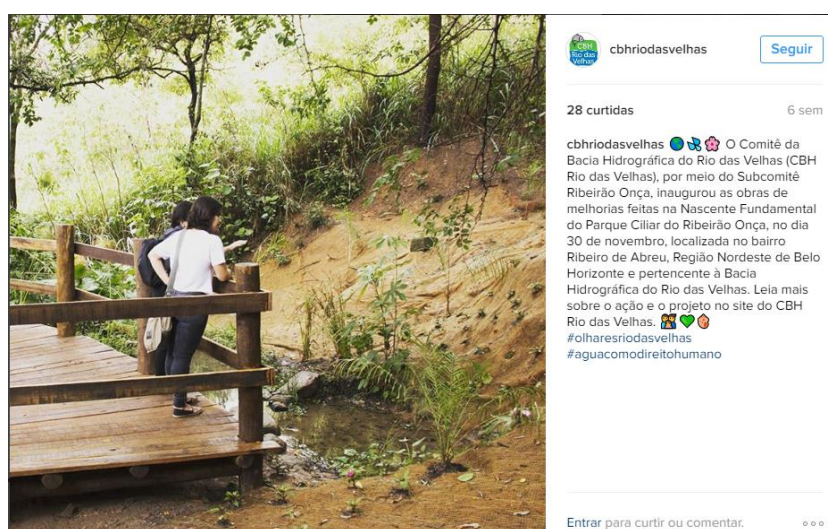 CBH
Rio das
Velhas
cbhriodasvelhas
Seguir
28 curtidas
6 sem
cbhriodasvelhas 🌎💦🌸 O Comitê da
Bacia Hidrográfica do Rio das Velhas (CBH
Rio das Velhas), por meio do Subcomitê
Ribeirão Onça, inaugurou as obras de
melhorias feitas na Nascente Fundamental
do Parque Ciliar do Ribeirão Onça, no dia
30 de novembro, localizada no bairro
Ribeiro de Abreu, Região Nordeste de Belo
Horizonte e pertencente à Bacia
Hidrográfica do Rio das Velhas. Leia mais
sobre o ação e o projeto no site do CBH
Rio das Velhas.
#olharesriodasvelhas
#aguacomodireitohumano
Entrar para curtir ou comentar.